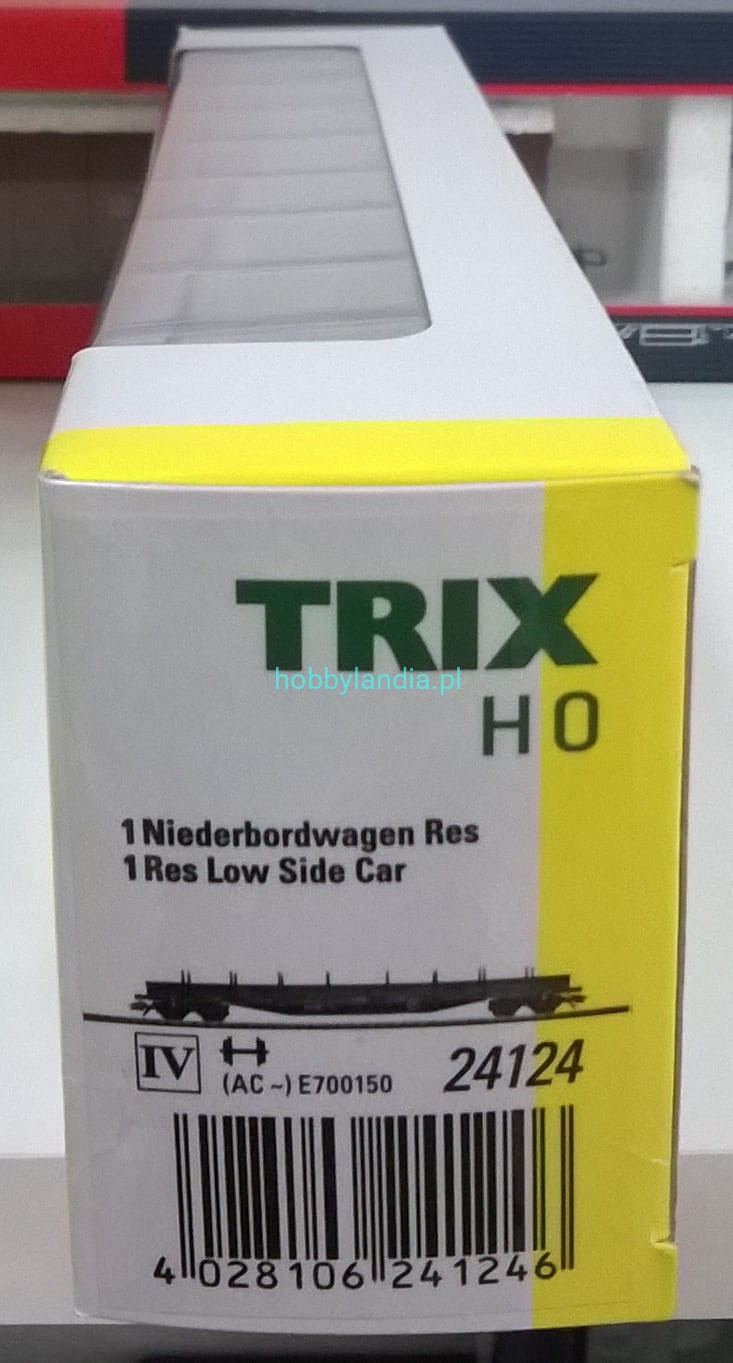 TRIX
hobbylandia.pl
H0
1 Niederbordwagen Res
1 Res Low Side Car
IV
(AC ~) E700150
24124
4 028106 241246